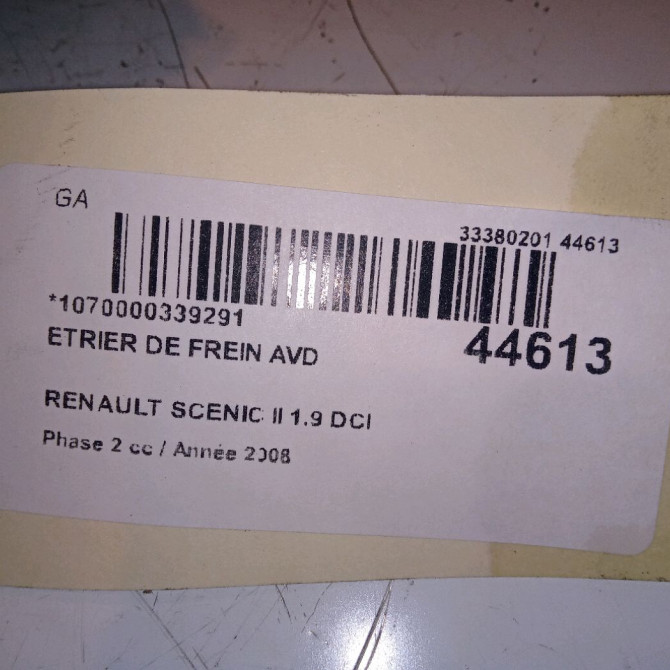 GA
33380201 44613
*1070000339291
44613
ETRIER DE FREIN AVD
RENAULT SCENIC II 1.9 DCI
Phase 2 cc / Année 2008